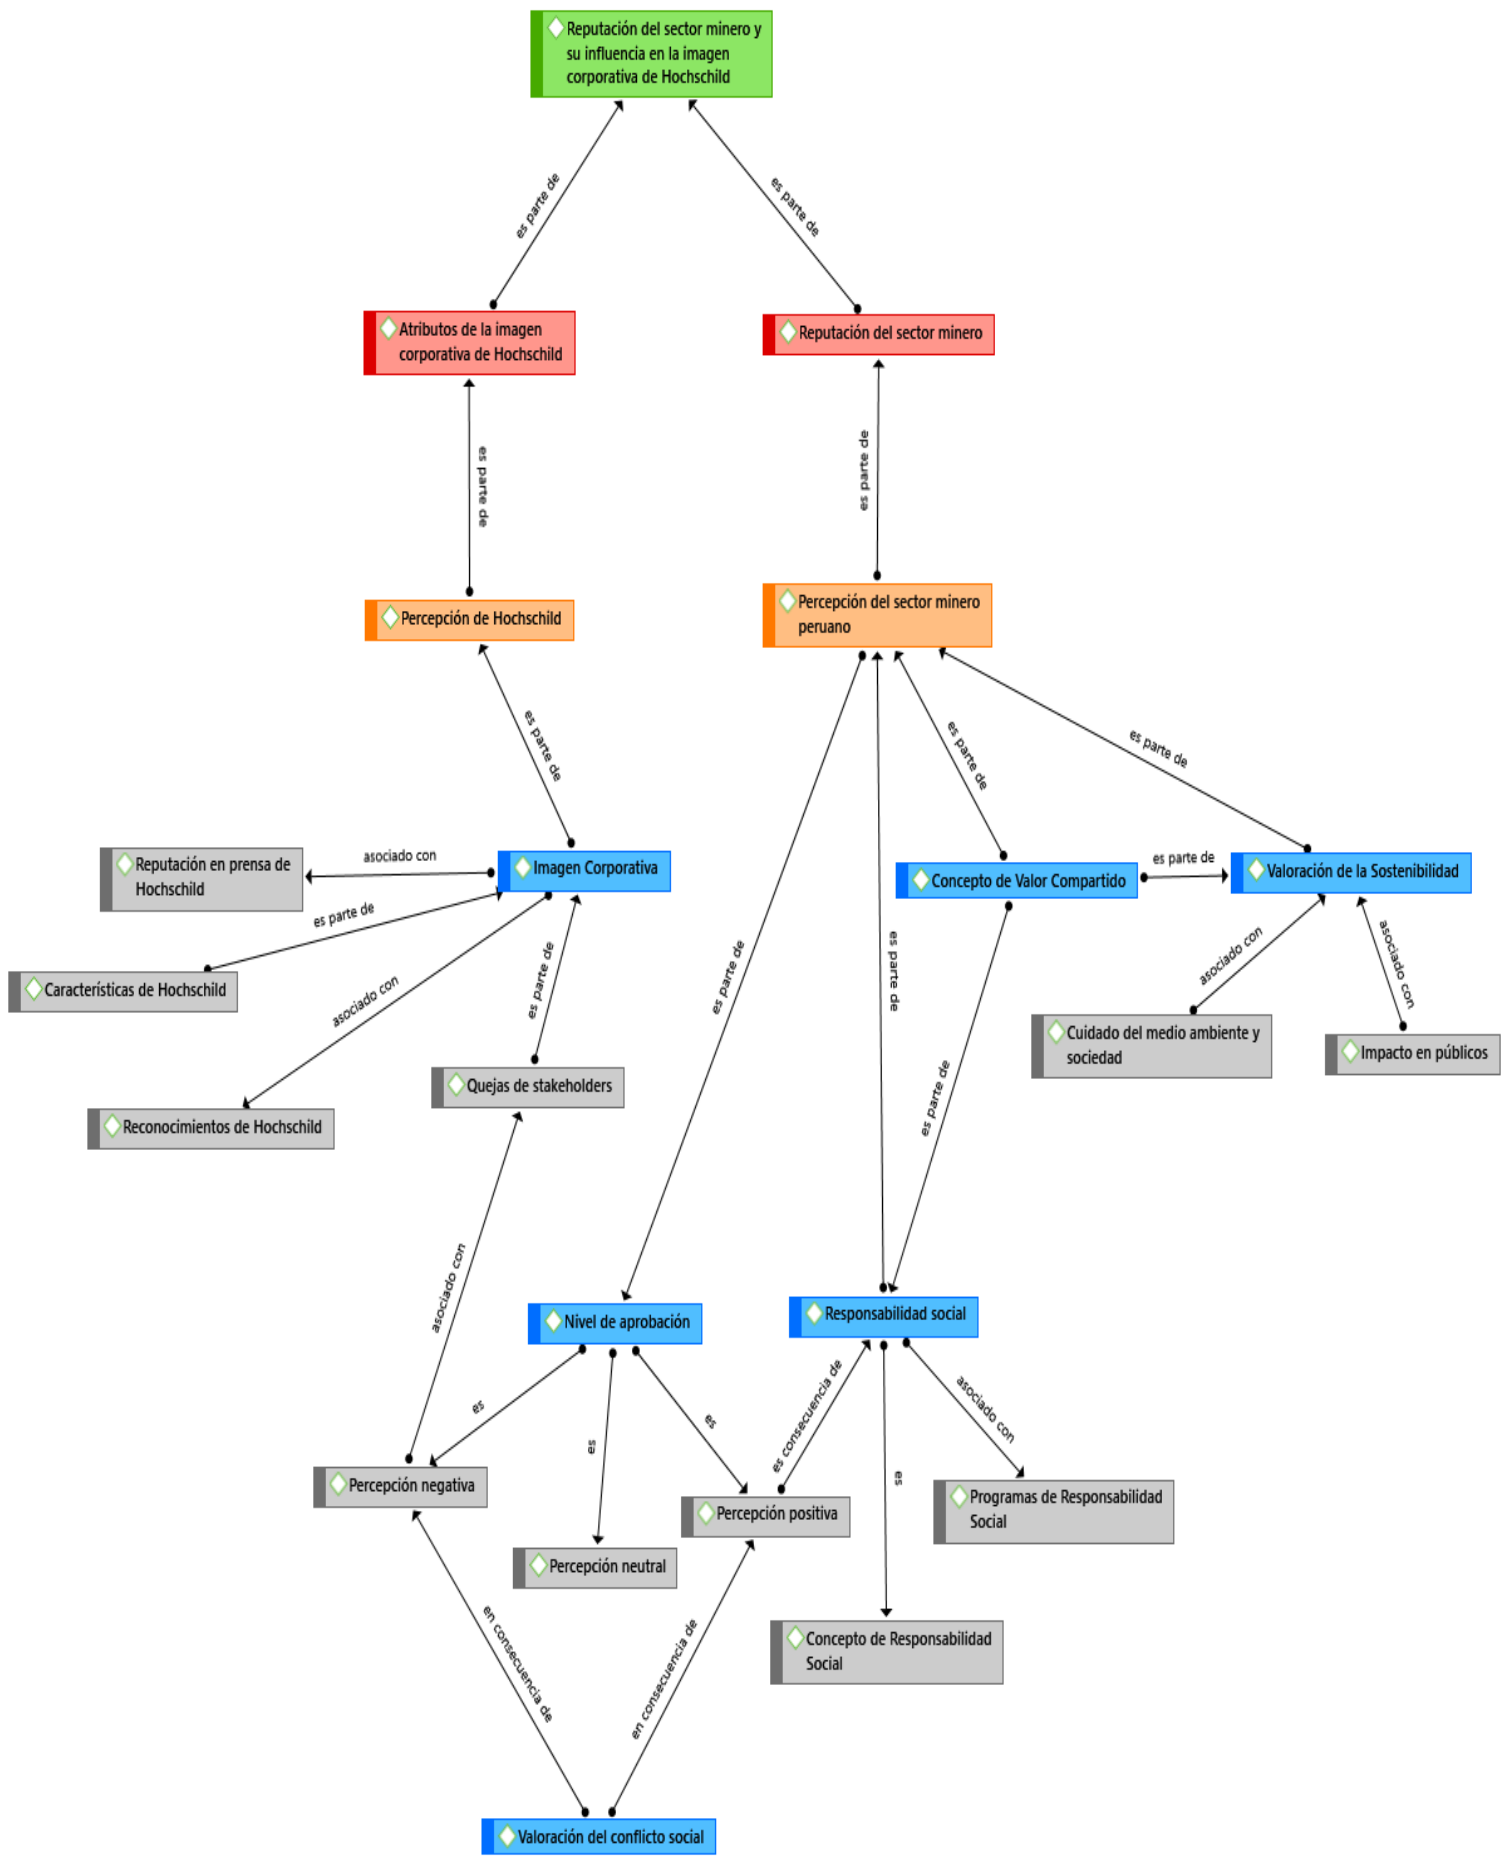 Reputación del sector minero y
su influencia en la imagen
corporativa de Hochschild
es parte de
es parte de
Atributos de la imagen
corporativa de Hochschild
Reputación del sector minero
es parte de
es parte de
Percepción de Hochschild
Percepción del sector minero
peruano
es parte de
es parte de
es parte de
Reputación en prensa de
Hochschild
asociado con
Imagen Corporativa
Concepto de Valor Compartido
es parte de
Valoración de la Sostenibilidad
es parte de
Características de Hochschild
asociado con
es parte de
es parte de
es parte de
asociado con
asociado con
Cuidado del medio ambiente y
sociedad
Impacto en públicos
Quejas de stakeholders
Reconocimientos de Hochschild
es parte de
asociado con
Nivel de aprobación
Responsabilidad social
es
es
es
es consecuencia de
es
asociado con
Percepción negativa
Percepción neutral
Percepción positiva
Programas de Responsabilidad
Social
Concepto de Responsabilidad
Social
en consecuencia de
en consecuencia de
Valoración del conflicto social